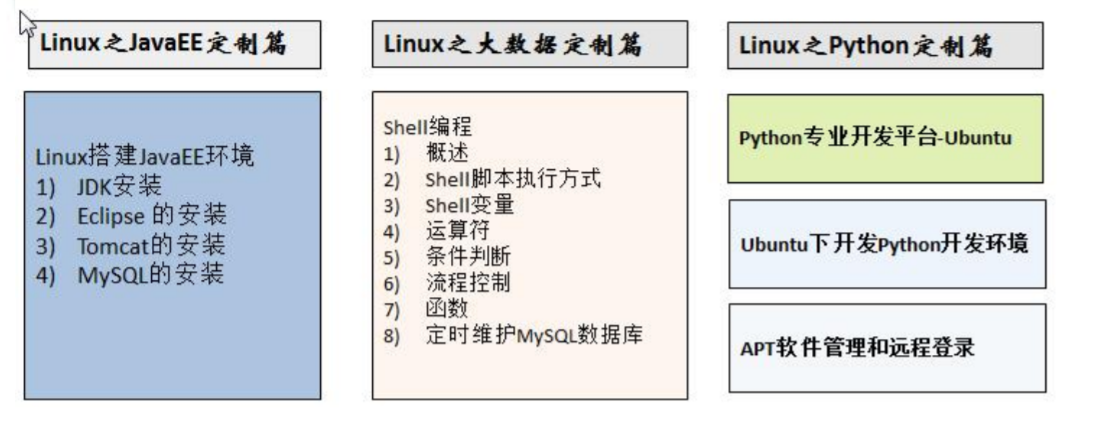 Linux之JavaEE定制篇
Linux搭建JavaEE环境
1) JDK安装
2) Eclipse 的安装
3) Tomcat的安装
4) MySQL的安装
Linux之大数据定制篇
Shell编程
1) 概述
2) Shell脚本执行方式
3) Shell变量
4) 运算符
5) 条件判断
6) 流程控制
7) 函数
8) 定时维护MySQL数据库
Linux之Python定制篇
Python专业开发平台-Ubuntu
Ubuntu下开发Python开发环境
APT软件管理和远程登录